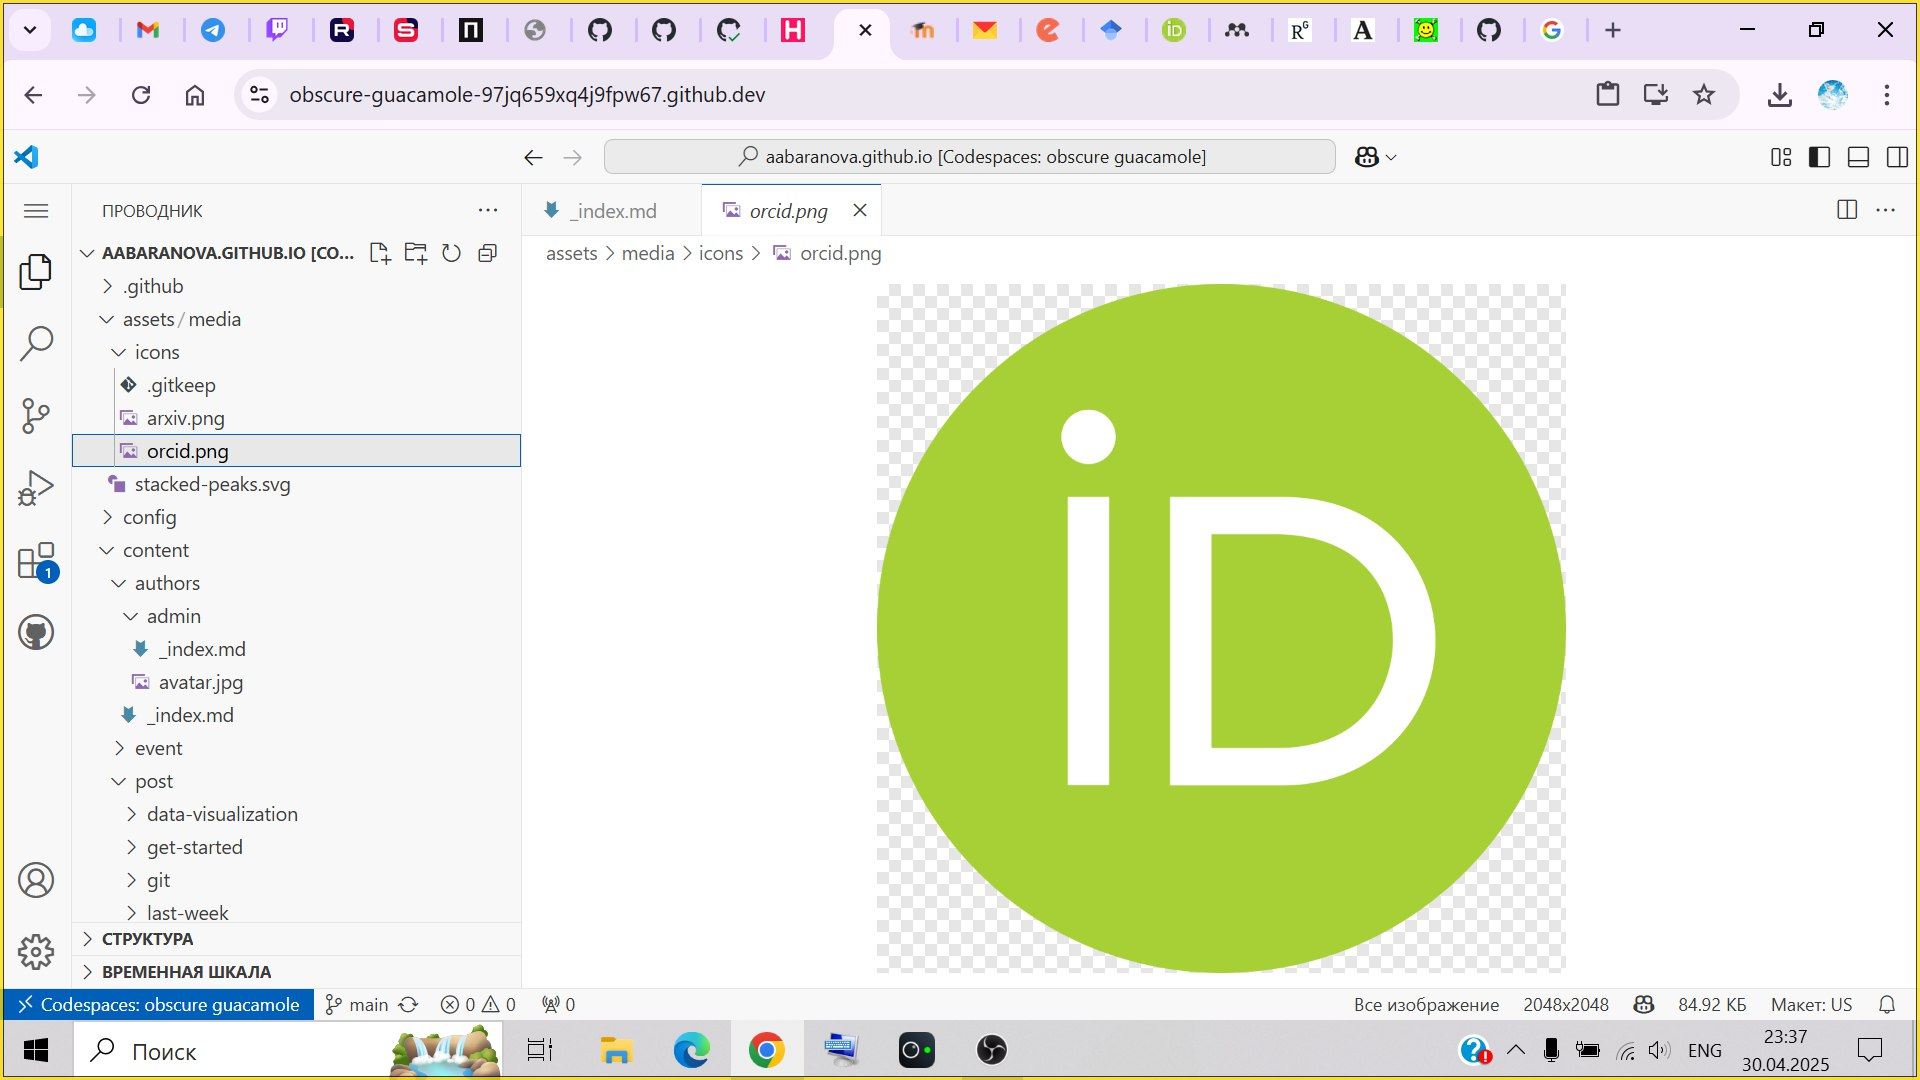 obscure-guacamole-97jq659xq4j9fpw67.github.dev
aabaranova.github.io [Codespaces: obscure guacamole]
ПРОВОДНИК
_index.md
orcid.png
AABARANOVA.GITHUB.IO [CO...
assets > media > icons > orcid.png
.github
assets / media
icons
.gitkeep
arxiv.png
orcid.png
stacked-peaks.svg
config
content
authors
admin
_index.md
avatar.jpg
_index.md
event
post
data-visualization
get-started
git
last-week
iD
1
СТРУКТУРА
ВРЕМЕННАЯ ШКАЛА
Codespaces: obscure guacamole main 0 0 0 Все изображение 2048x2048 84.92 КБ Макет: US
Поиск
ENG
23:37
30.04.2025